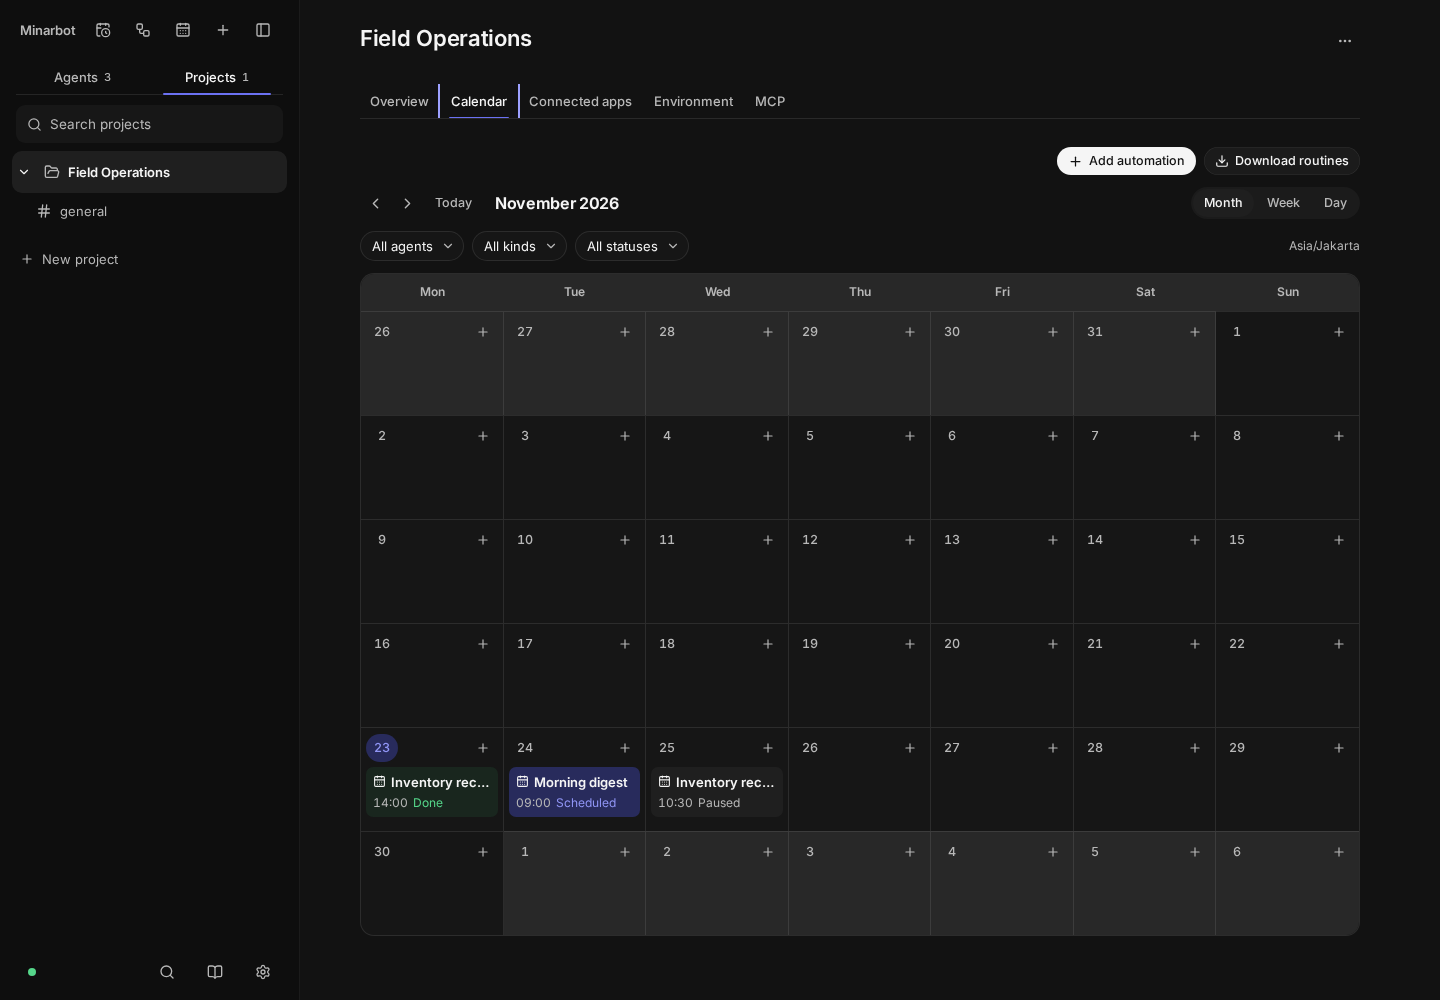 Minarbot
Agents 3
Projects 1
Search projects
Field Operations
general
New project
Field Operations
Overview
Calendar
Connected apps
Environment
MCP
Add automation
Download routines
Today
November 2026
Month
Week
Day
All agents
All kinds
All statuses
Asia/Jakarta
Mon Tue Wed Thu Fri Sat Sun
26 27 28 29 30 31 1
2 3 4 5 6 7 8
9 10 11 12 13 14 15
16 17 18 19 20 21 22
23 24 25 26 27 28 29
Inventory rec...
14:00 Done
Morning digest
09:00 Scheduled
Inventory rec...
10:30 Paused
30 1 2 3 4 5 6